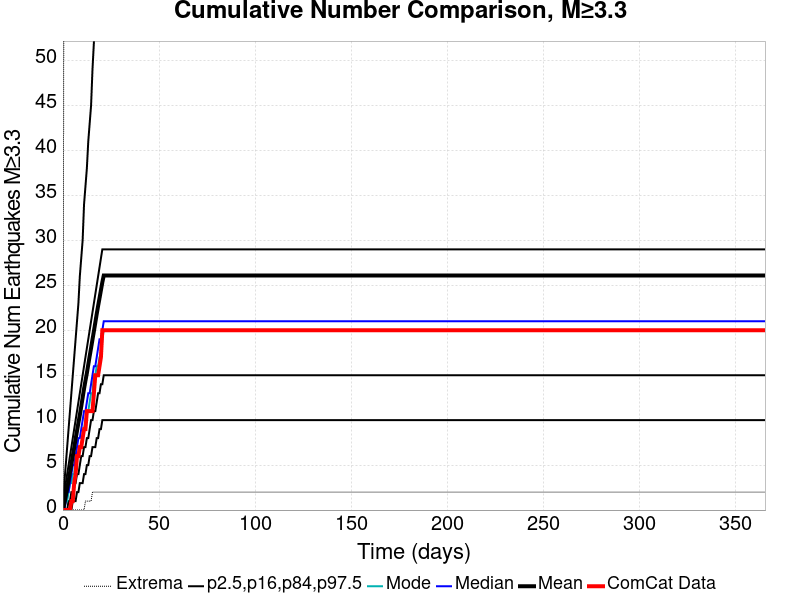 Cumulative Number Comparison, M≥3.3
Cumulative Num Earthquakes M≥3.3
50
45
40
35
30
25
20
15
10
5
0
0 50 100 150 200 250 300 350
Time (days)
Extrema p2.5,p16,p84,p97.5 Mode Median Mean ComCat Data